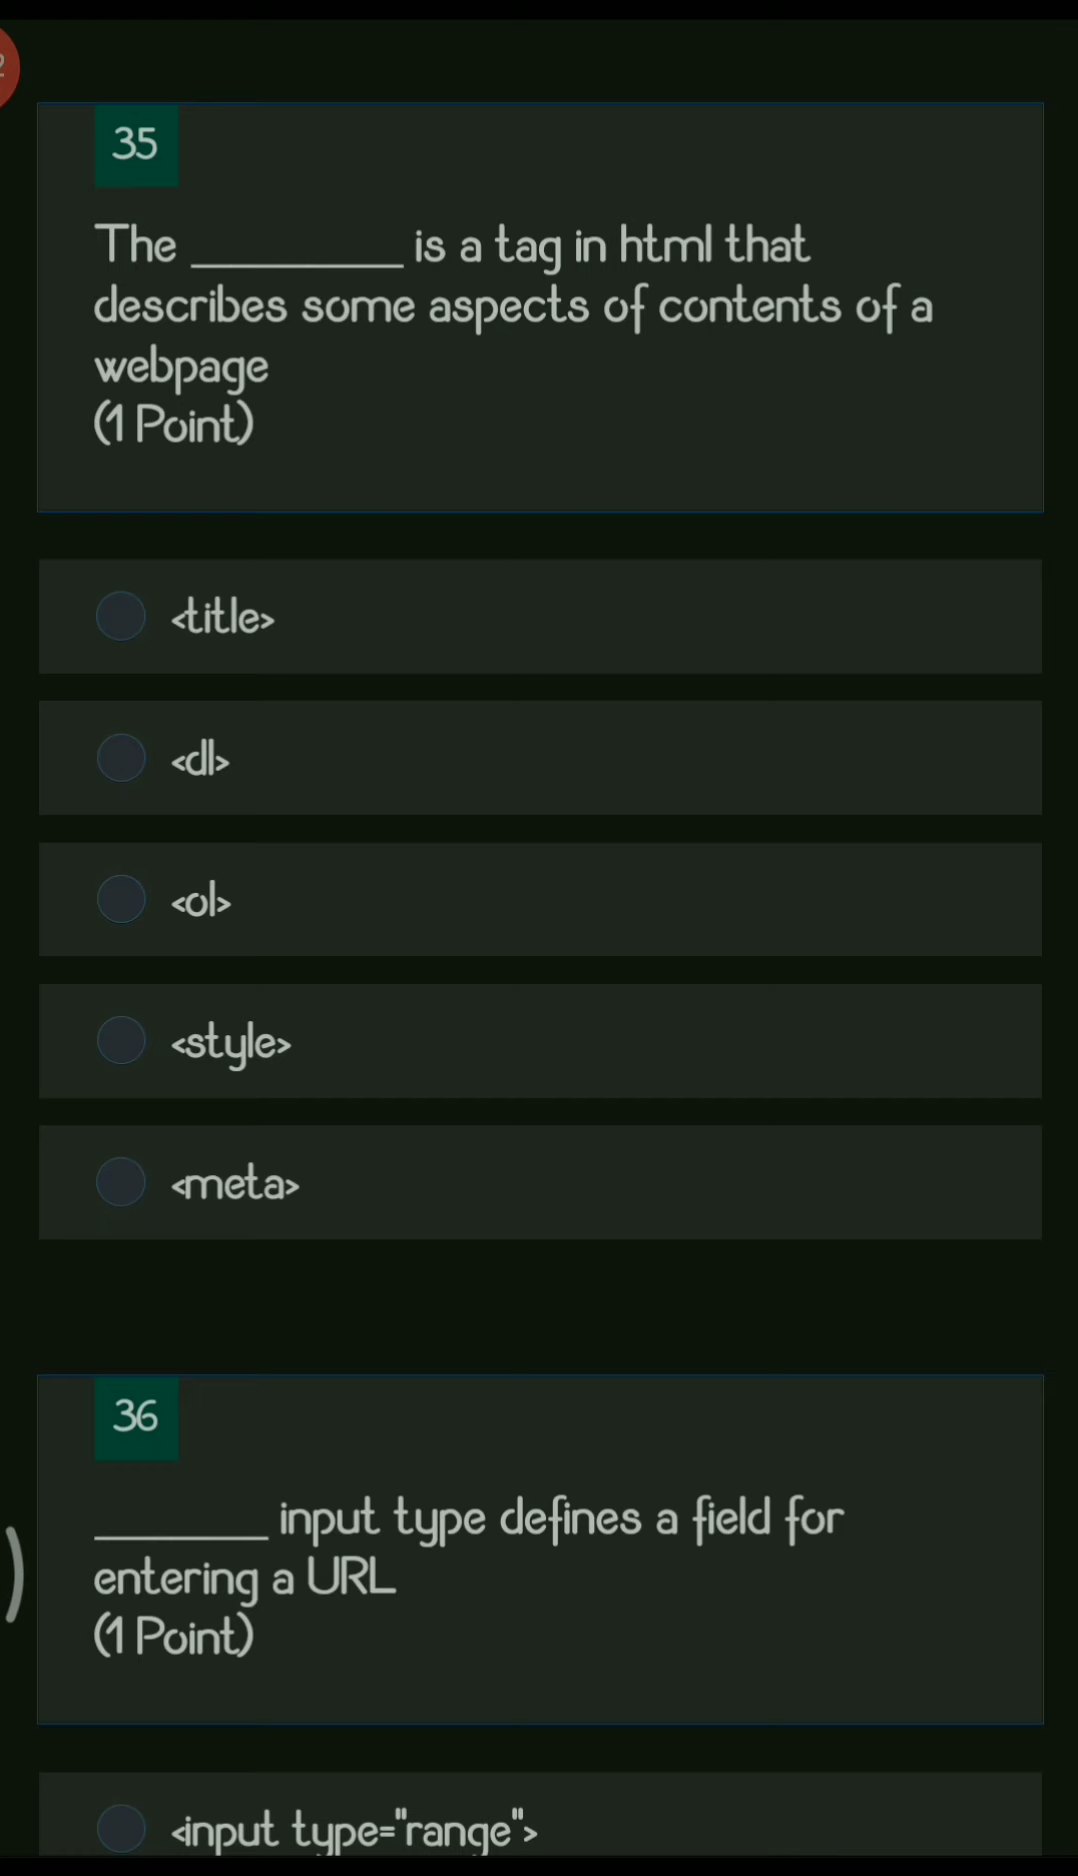 2
35
The __________ is a tag in html that
describes some aspects of contents of a
webpage
(1 Point)
<title>
<dl>
<ol>
<style>
<meta>
36
________ input type defines a field for
entering a URL
(1 Point)
<input type="range">